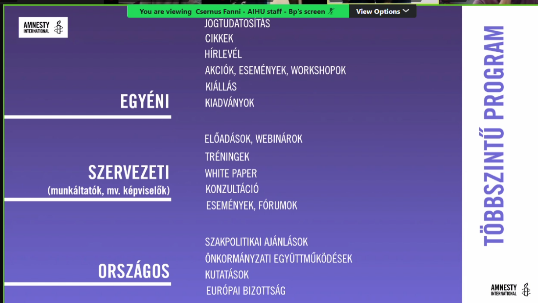 You are viewing Csernus Fanni - AIHU staff - Bp's screen
View Options
AMNESTY
INTERNATIONAL
JOGTUDATOSÍTÁS
CIKKEK
HÍRLEVÉL
AKCIÓK, ESEMÉNYEK, WORKSHOPOK
KIÁLLÁS
KIADVÁNYOK
EGYÉNI
ELŐADÁSOK, WEBINÁROK
TRÉNINGEK
WHITE PAPER
KONZULTÁCIÓ
ESEMÉNYEK, FÓRUMOK
SZERVEZETI
(munkáltatók, mv. képviselők)
SZAKPOLITIKAI AJÁNLÁSOK
ÖNKORMÁNYZATI EGYÜTTMŰKÖDÉSEK
KUTATÁSOK
EURÓPAI BIZOTTSÁG
ORSZÁGOS
TÖBBSZINTŰ PROGRAM
AMNESTY
INTERNATIONAL